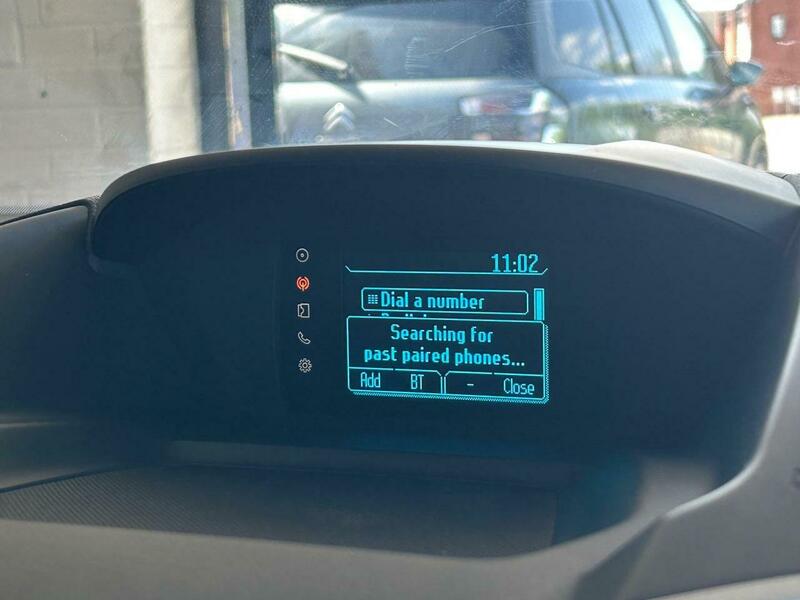 11:02
Dial a number
Searching for
past paired phones...
Add BT - Close